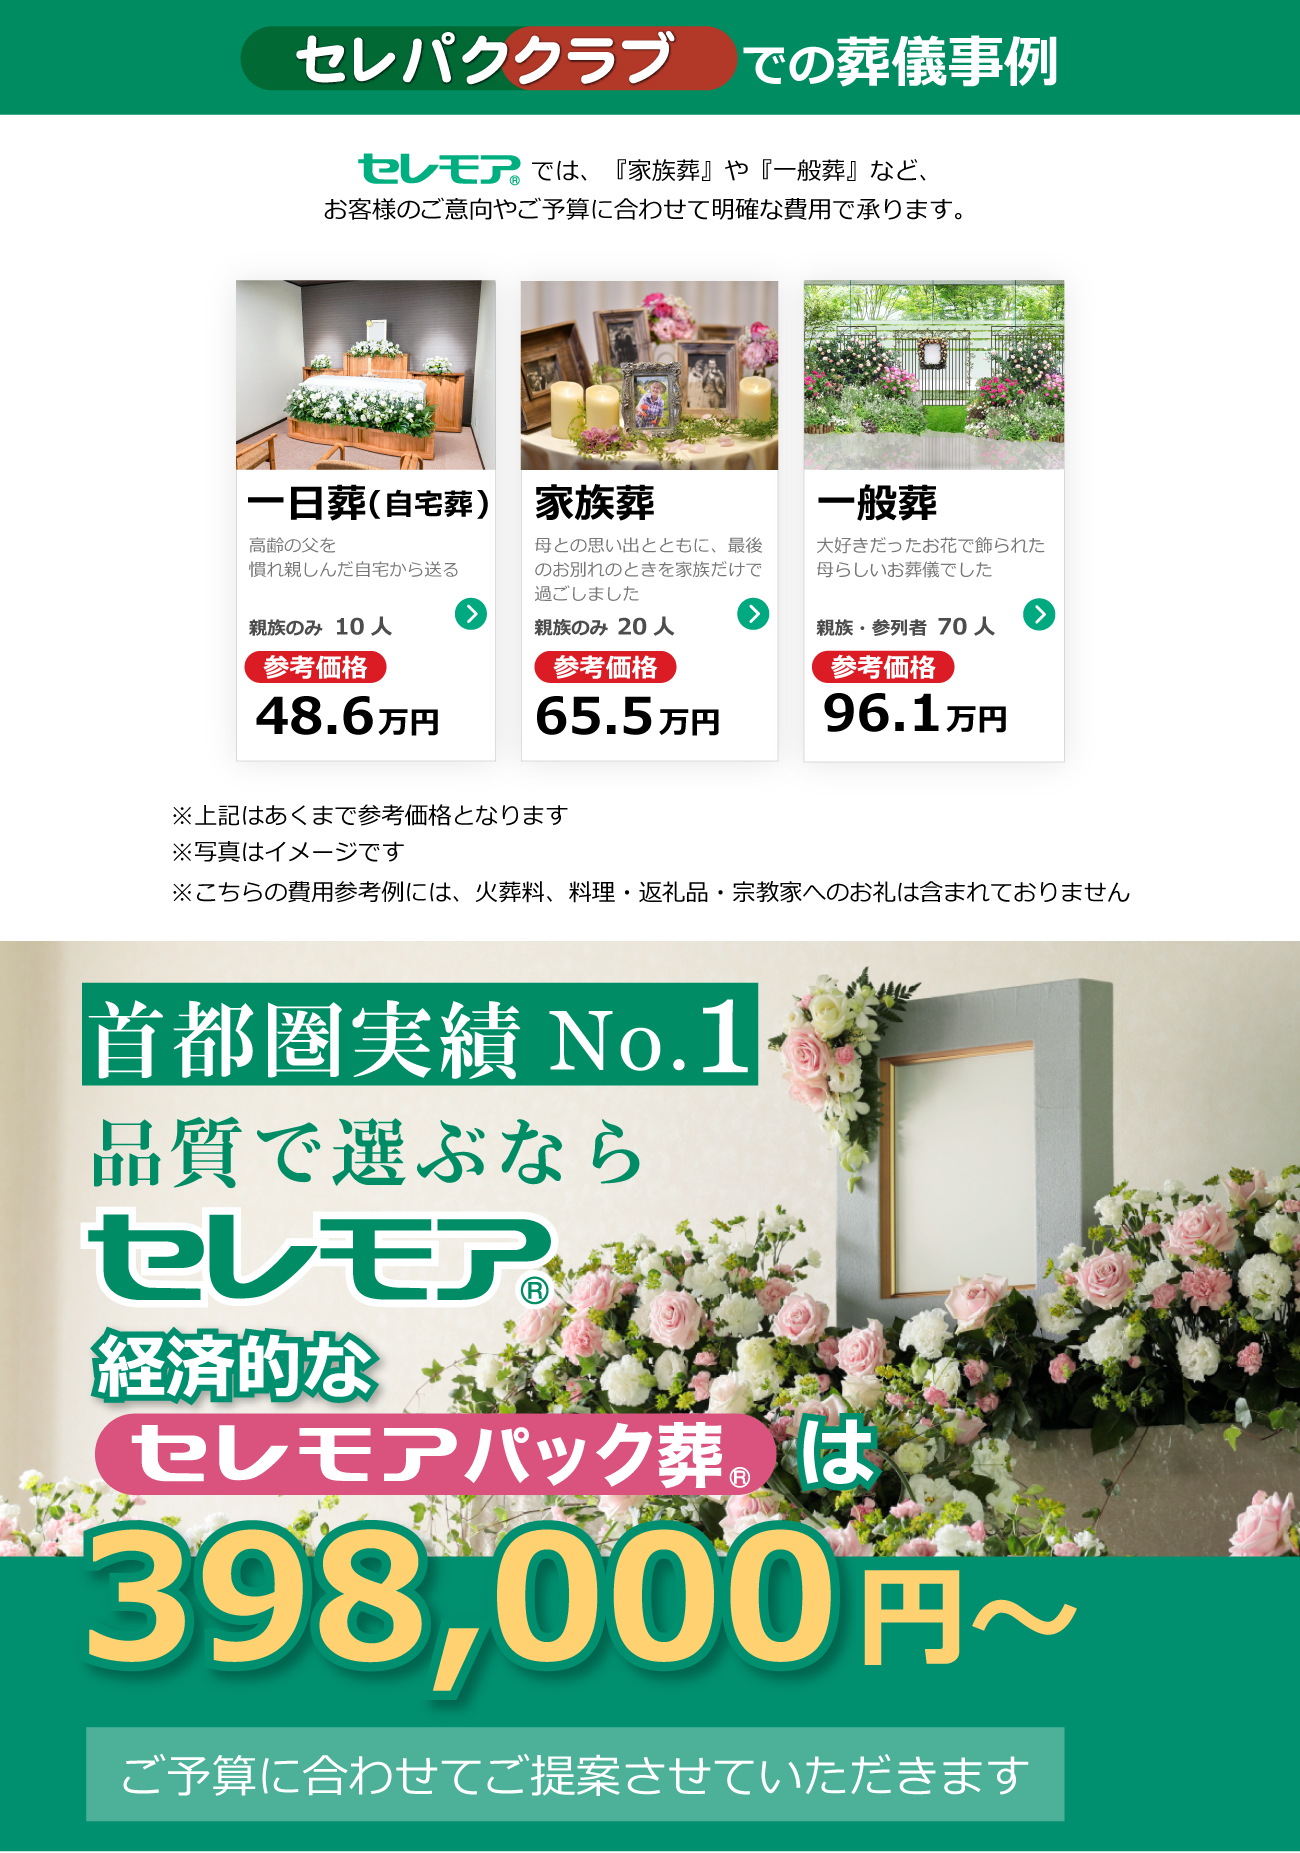 セレパククラブでの葬儀事例
セレモア®では、『家族葬』や『一般葬』など、
お客様のご意向やご予算に合わせて明確な費用で承ります。
一日葬(自宅葬)
高齢の父を
慣れ親しんだ自宅から送る
親族のみ 10 人
参考価格
48.6万円
家族葬
母との思い出とともに、最後
のお別れのときを家族だけで
過ごしました
親族のみ 20 人
参考価格
65.5万円
一般葬
大好きだったお花で飾られた
母らしいお葬儀でした
親族・参列者 70 人
参考価格
96.1万円
※上記はあくまで参考価格となります
※写真はイメージです
※こちらの費用参考例には、火葬料、料理・返礼品・宗教家へのお礼は含まれておりません
首都圏実績 No.1
品質で選ぶなら
セレモア®
経済的な
セレモアパック葬®は
398,000円〜
ご予算に合わせてご提案させていただきます